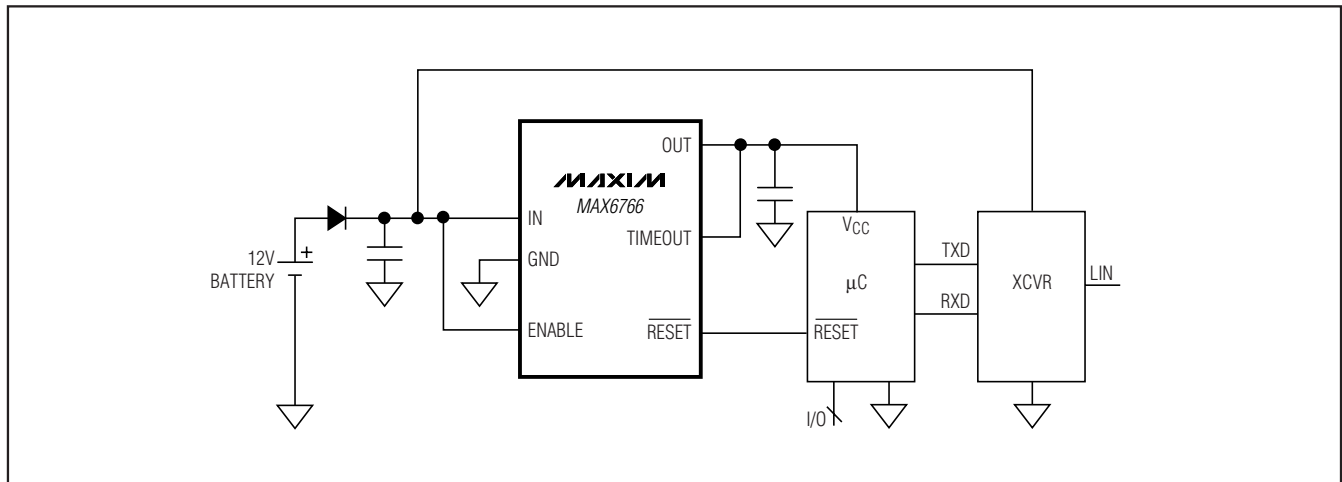 12V
BATTERY
+
IN
GND
ENABLE
MAXIM
MAX6766
OUT
TIMEOUT
RESET
VCC
μC
RESET
I/O
TXD
RXD
XCVR
LIN